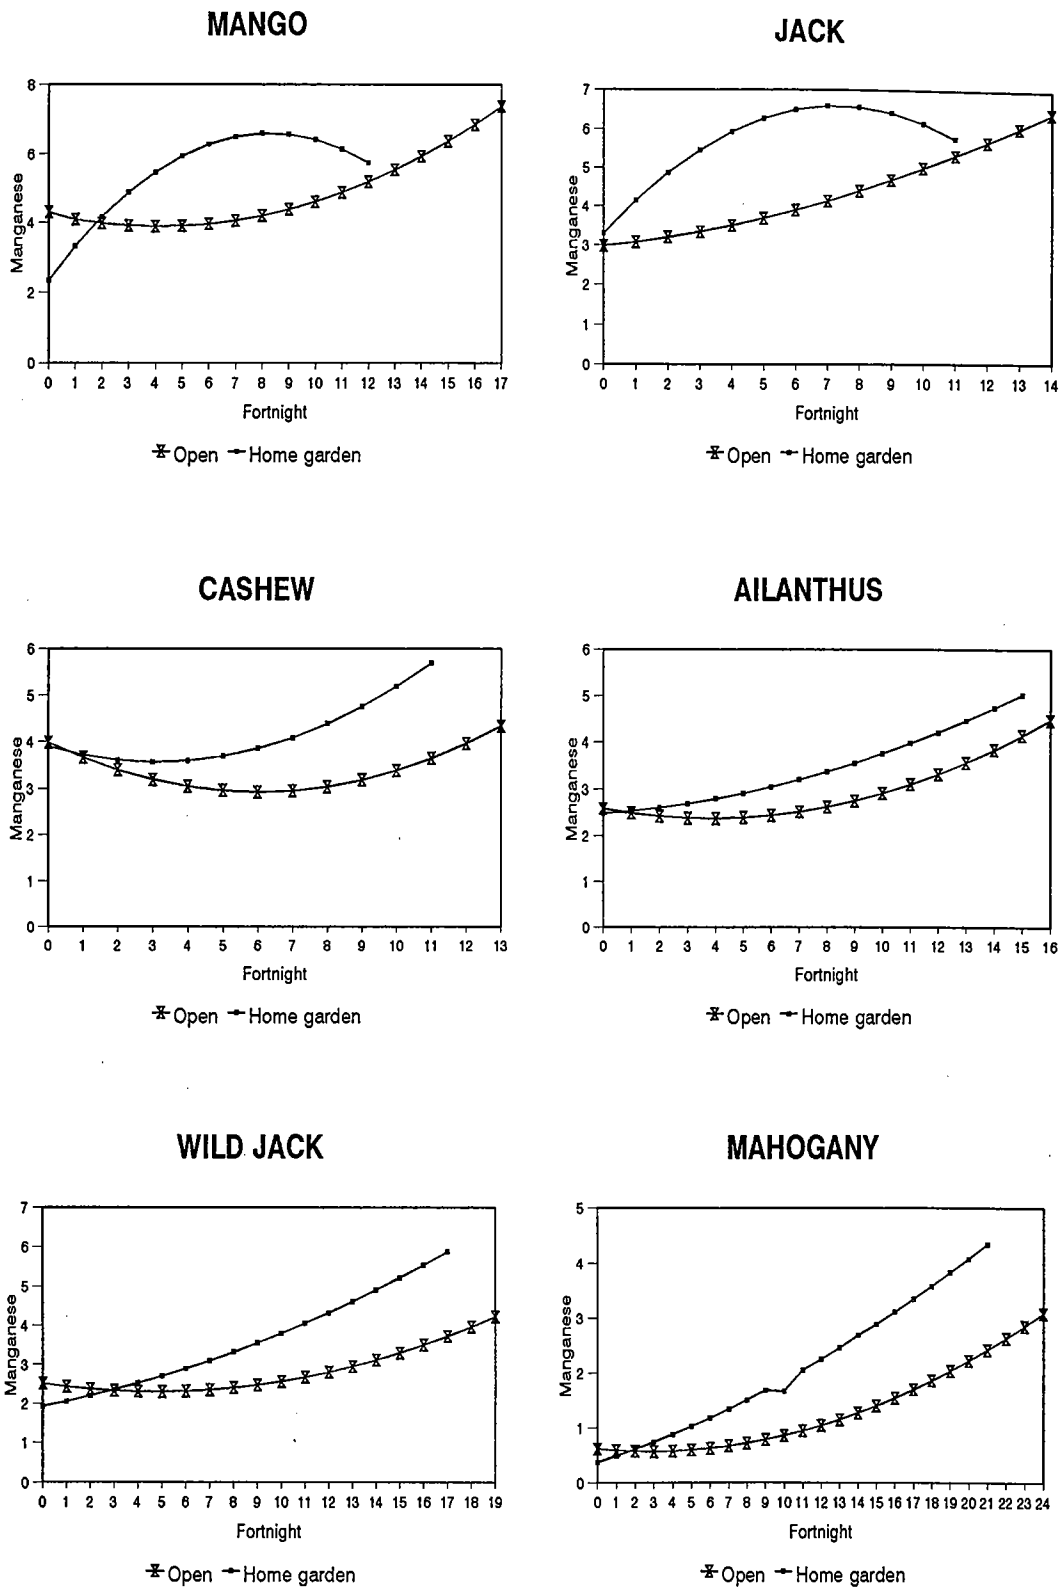 MANGO
8
6
4
2
0
Manganese
0 1 2 3 4 5 6 7 8 9 10 11 12 13 14 15 16 17
Fortnight
Open Home garden
JACK
7
6
5
4
3
2
1
0
Manganese
0 1 2 3 4 5 6 7 8 9 10 11 12 13 14
Fortnight
Open Home garden
CASHEW
6
5
4
3
2
1
0
Manganese
0 1 2 3 4 5 6 7 8 9 10 11 12 13
Fortnight
Open Home garden
AILANTHUS
6
5
4
3
2
1
0
Manganese
0 1 2 3 4 5 6 7 8 9 10 11 12 13 14 15 16
Fortnight
Open Home garden
WILD JACK
7
6
5
4
3
2
1
0
Manganese
0 1 2 3 4 5 6 7 8 9 10 11 12 13 14 15 16 17 18 19
Fortnight
Open Home garden
MAHOGANY
5
4
3
2
1
0
Manganese
0 1 2 3 4 5 6 7 8 9 10 11 12 13 14 15 16 17 18 19 20 21 22 23 24
Fortnight
Open Home garden